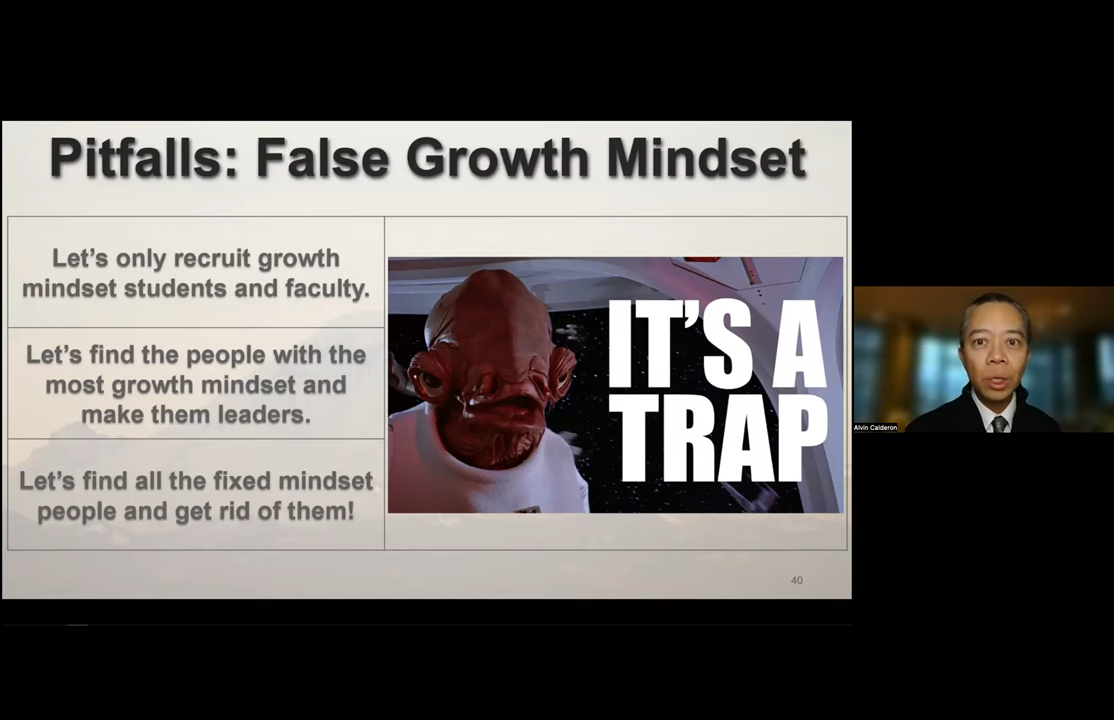 Pitfalls: False Growth Mindset
Let’s only recruit growth
mindset students and faculty.
Let’s find the people with the
most growth mindset and
make them leaders.
Let’s find all the fixed mindset
people and get rid of them!
IT’S A
TRAP
40
Alvin Calderon